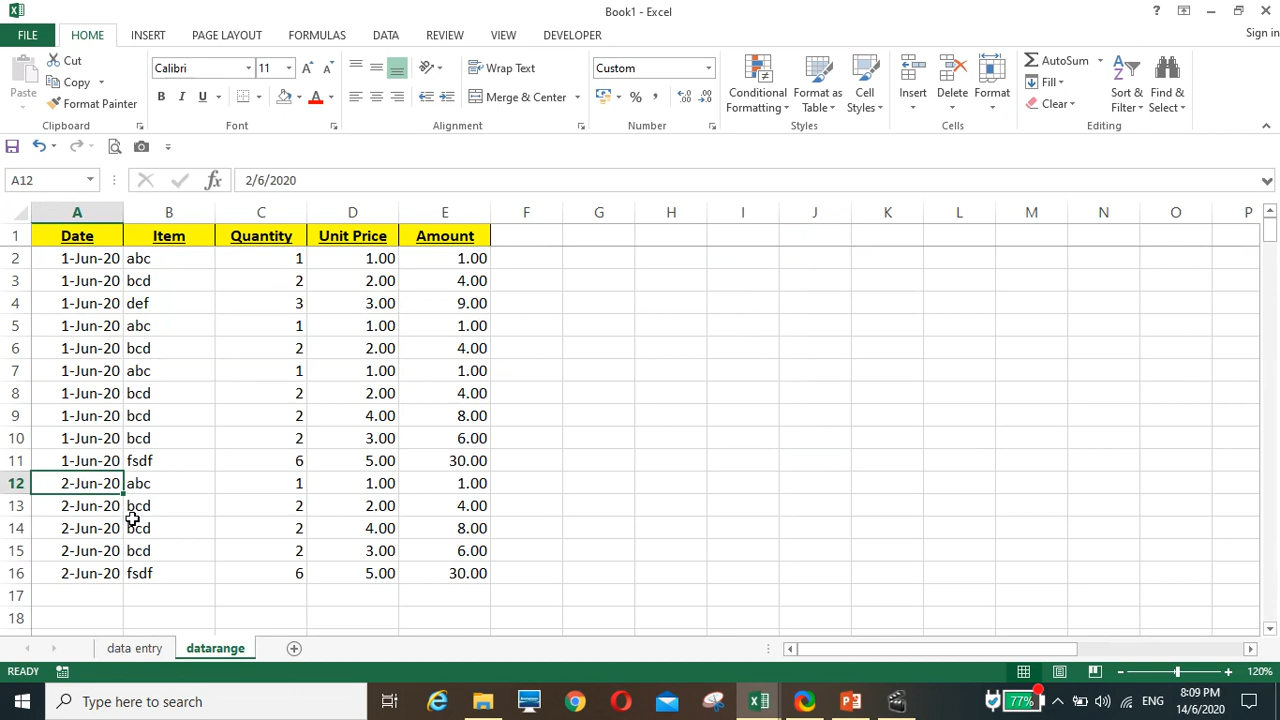 Book1 - Excel
?
FILE HOME INSERT PAGE LAYOUT FORMULAS DATA REVIEW VIEW DEVELOPER Sign in
Paste
Cut
Copy
Format Painter
Clipboard
Calibri 11
B I U A
Font
Wrap Text
Merge & Center
Alignment
Custom
% ,
Number
Conditional Formatting
Format as Table
Cell Styles
Styles
Insert
Delete
Format
Cells
AutoSum
Fill
Clear
Sort & Filter
Find & Select
Editing
A12 fx 2/6/2020
A B C D E F G H I J K L M N O P
1 Date Item Quantity Unit Price Amount
2 1-Jun-20 abc 1 1.00 1.00
3 1-Jun-20 bcd 2 2.00 4.00
4 1-Jun-20 def 3 3.00 9.00
5 1-Jun-20 abc 1 1.00 1.00
6 1-Jun-20 bcd 2 2.00 4.00
7 1-Jun-20 abc 1 1.00 1.00
8 1-Jun-20 bcd 2 2.00 4.00
9 1-Jun-20 bcd 2 4.00 8.00
10 1-Jun-20 bcd 2 3.00 6.00
11 1-Jun-20 fsdf 6 5.00 30.00
12 2-Jun-20 abc 1 1.00 1.00
13 2-Jun-20 bcd 2 2.00 4.00
14 2-Jun-20 bcd 2 4.00 8.00
15 2-Jun-20 bcd 2 3.00 6.00
16 2-Jun-20 fsdf 6 5.00 30.00
17
18
data entry datarange
READY 120%
Type here to search 77% ENG 8:09 PM
14/6/2020